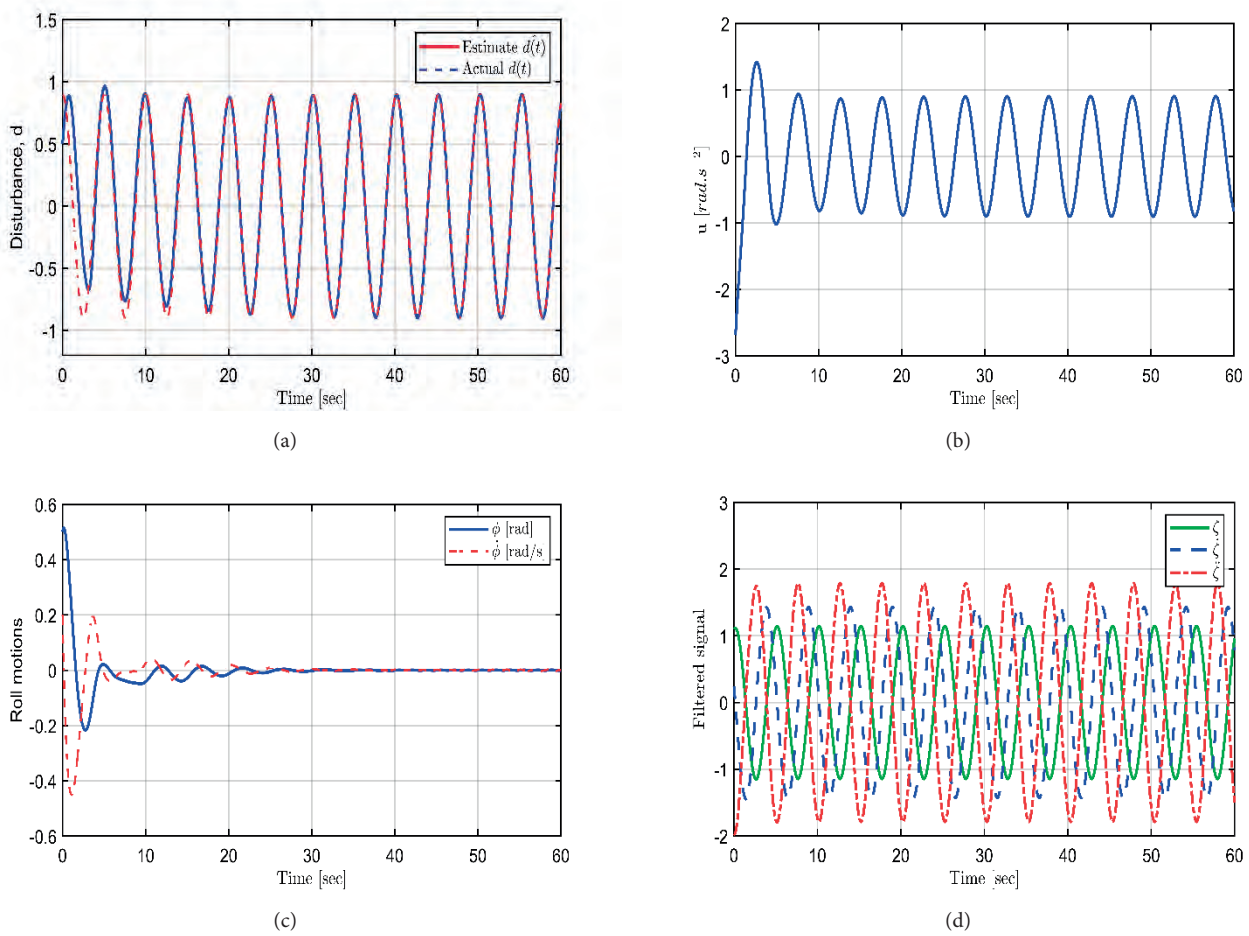 1.5
1
0.5
0
-0.5
-1
Disturbance, d
Estimate d̂(t)
Actual d(t)
0 10 20 30 40 50 60
Time [sec]
(a)
2
1
0
-1
-2
-3
u [rad.s 2]
0 10 20 30 40 50 60
Time [sec]
(b)
0.6
0.4
0.2
0
-0.2
-0.4
-0.6
Roll motions
ϕ [rad]
ϕ̇ [rad/s]
0 10 20 30 40 50 60
Time [sec]
(c)
3
2
1
0
-1
-2
Filtered signal
ζ
ζ̇
ζ̈
0 10 20 30 40 50 60
Time [sec]
(d)